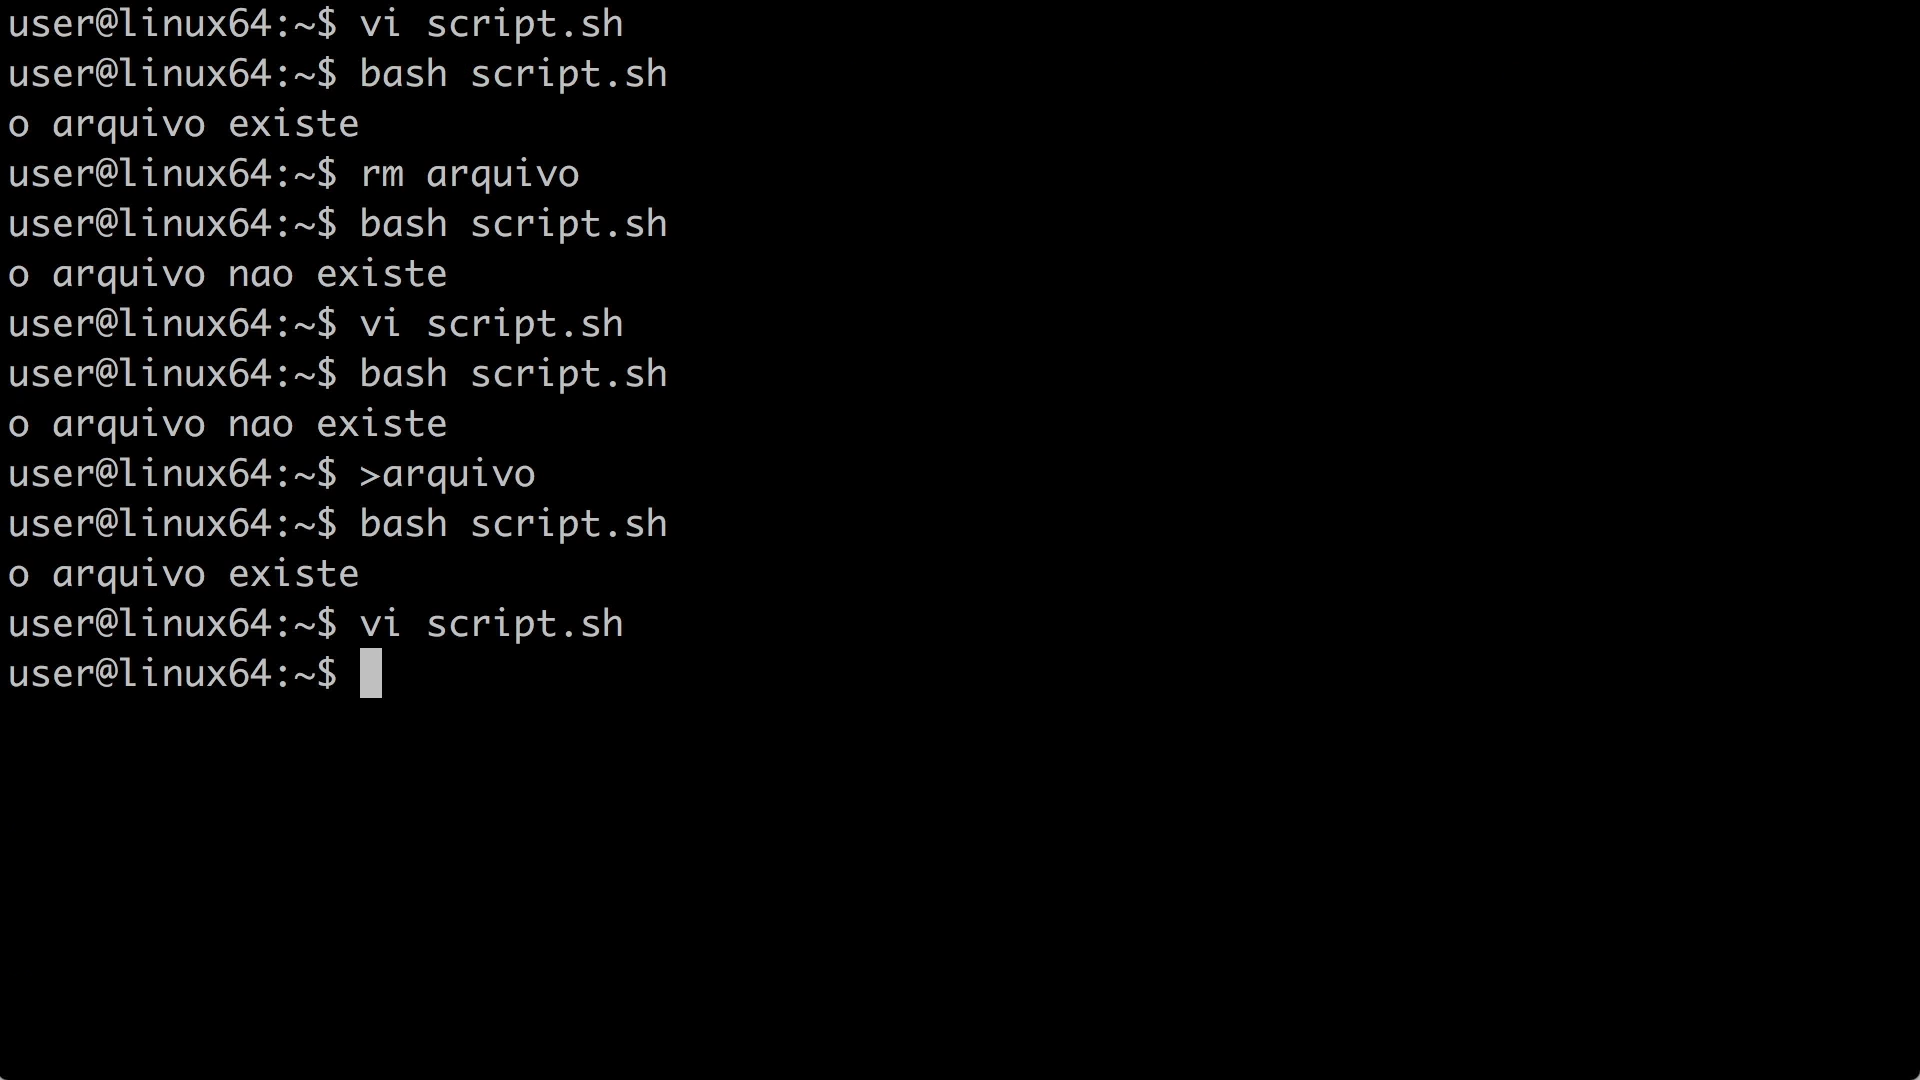 user@linux64:~$ vi script.sh
user@linux64:~$ bash script.sh
o arquivo existe
user@linux64:~$ rm arquivo
user@linux64:~$ bash script.sh
o arquivo nao existe
user@linux64:~$ vi script.sh
user@linux64:~$ bash script.sh
o arquivo nao existe
user@linux64:~$ >arquivo
user@linux64:~$ bash script.sh
o arquivo existe
user@linux64:~$ vi script.sh
user@linux64:~$